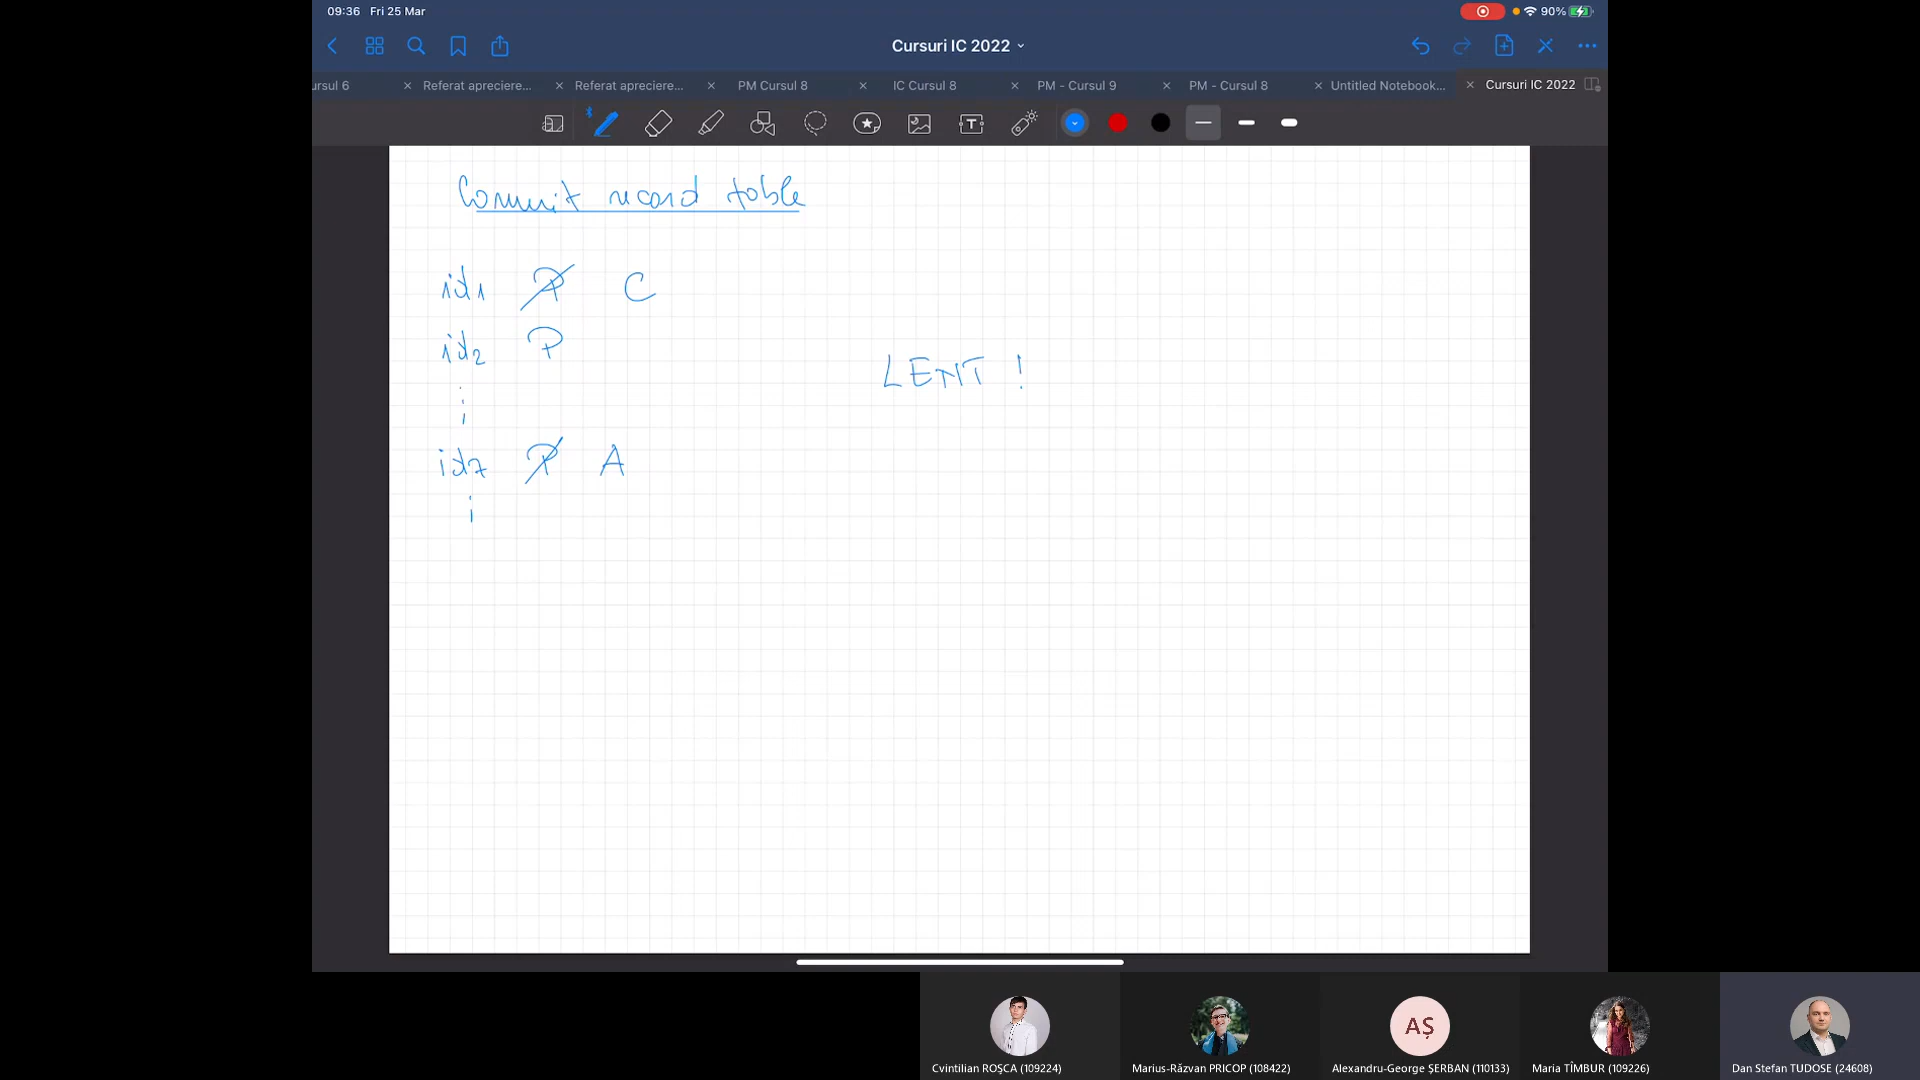 09:36 Fri 25 Mar
90%
Cursuri IC 2022
ursul 6
Referat apreciere...
Referat apreciere...
PM Cursul 8
IC Cursul 8
PM - Cursul 9
PM - Cursul 8
Untitled Notebook...
Cursuri IC 2022
Commit record table
id1 P C
id2 P
LENT !
id7 P A
Cvintilian ROȘCA (109224)
Marius-Răzvan PRICOP (108422)
AȘ
Alexandru-George ȘERBAN (110133)
Maria TÎMBUR (109226)
Dan Stefan TUDOSE (24608)